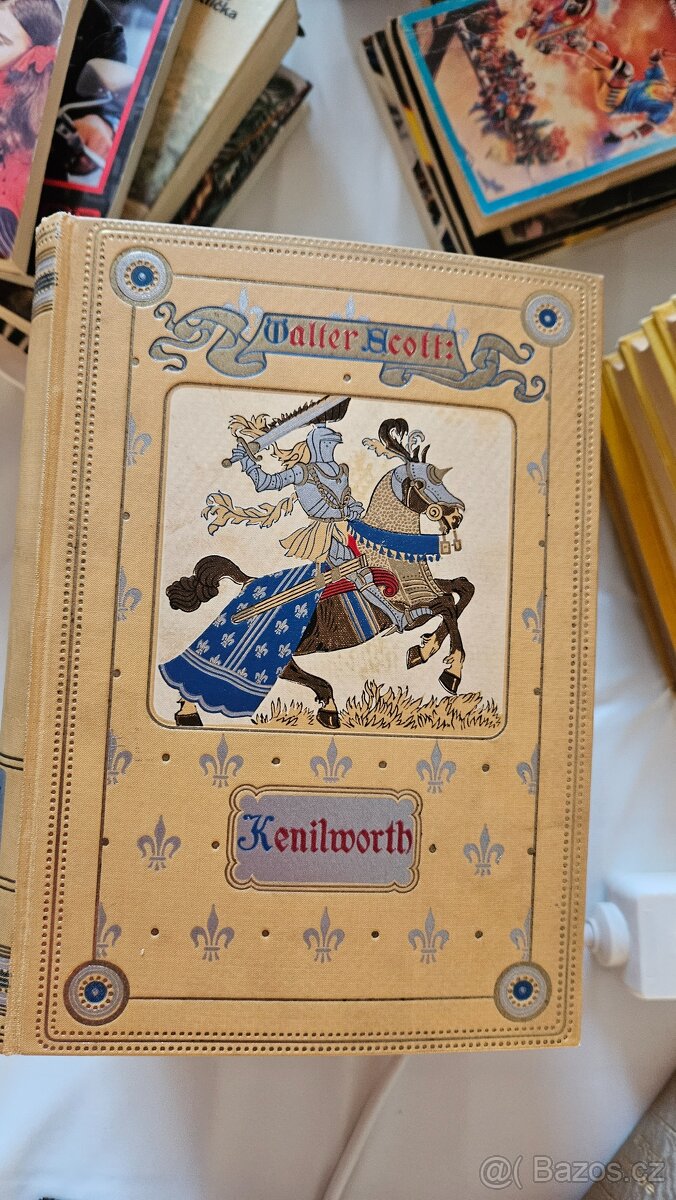 Walter Scott:
Kenilworth
@( Bazos.cz